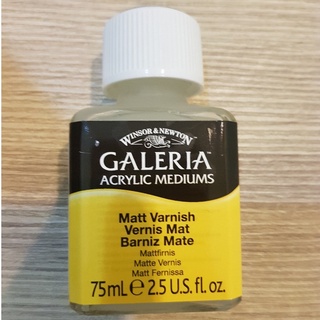 WINSOR & NEWTON
GALERIA
ACRYLIC MEDIUMS
Matt Varnish
Vernis Mat
Barniz Mate
Mattfirnis
Matte Vernis
Matt Fernissa
75mL ℮ 2.5 U.S. fl. oz.